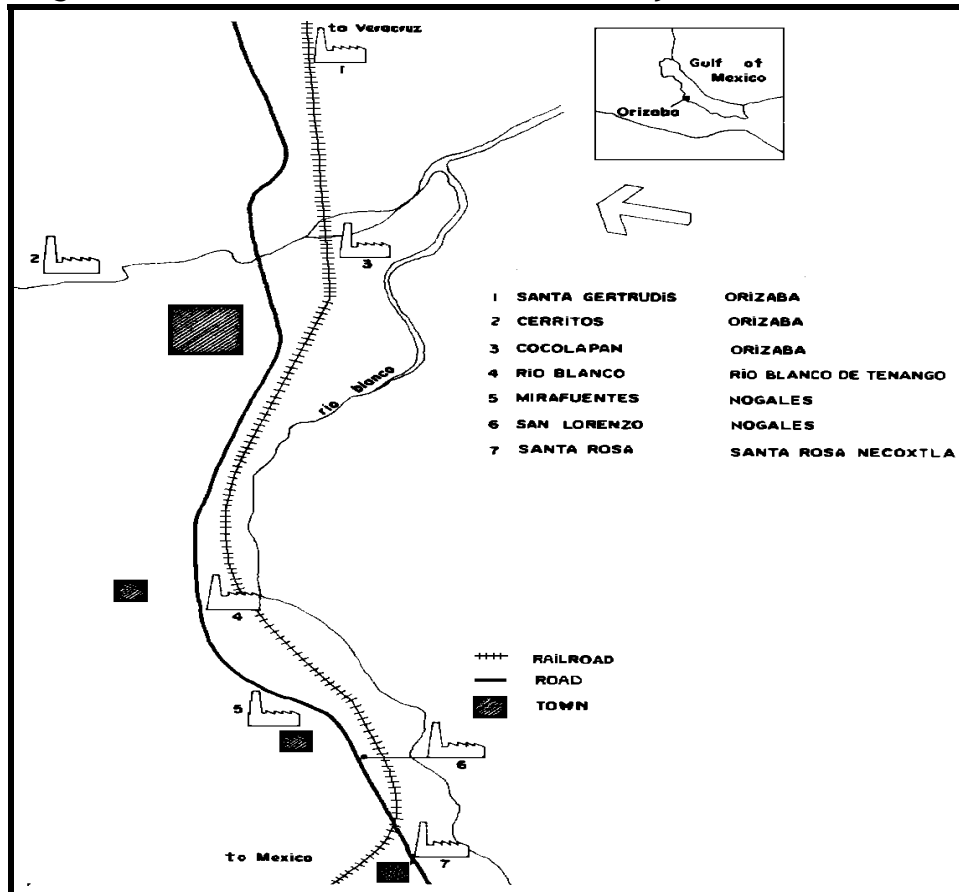 to Veracruz
1
Gulf of
Mexico
Orizaba
2
3
río blanco
1 SANTA GERTRUDIS ORIZABA
2 CERRITOS ORIZABA
3 COCOLAPAN ORIZABA
4 RIO BLANCO RIO BLANCO DE TENANGO
5 MIRAFUENTES NOGALES
6 SAN LORENZO NOGALES
7 SANTA ROSA SANTA ROSA NECOXTLA
4
RAILROAD
ROAD
TOWN
5
6
7
to Mexico